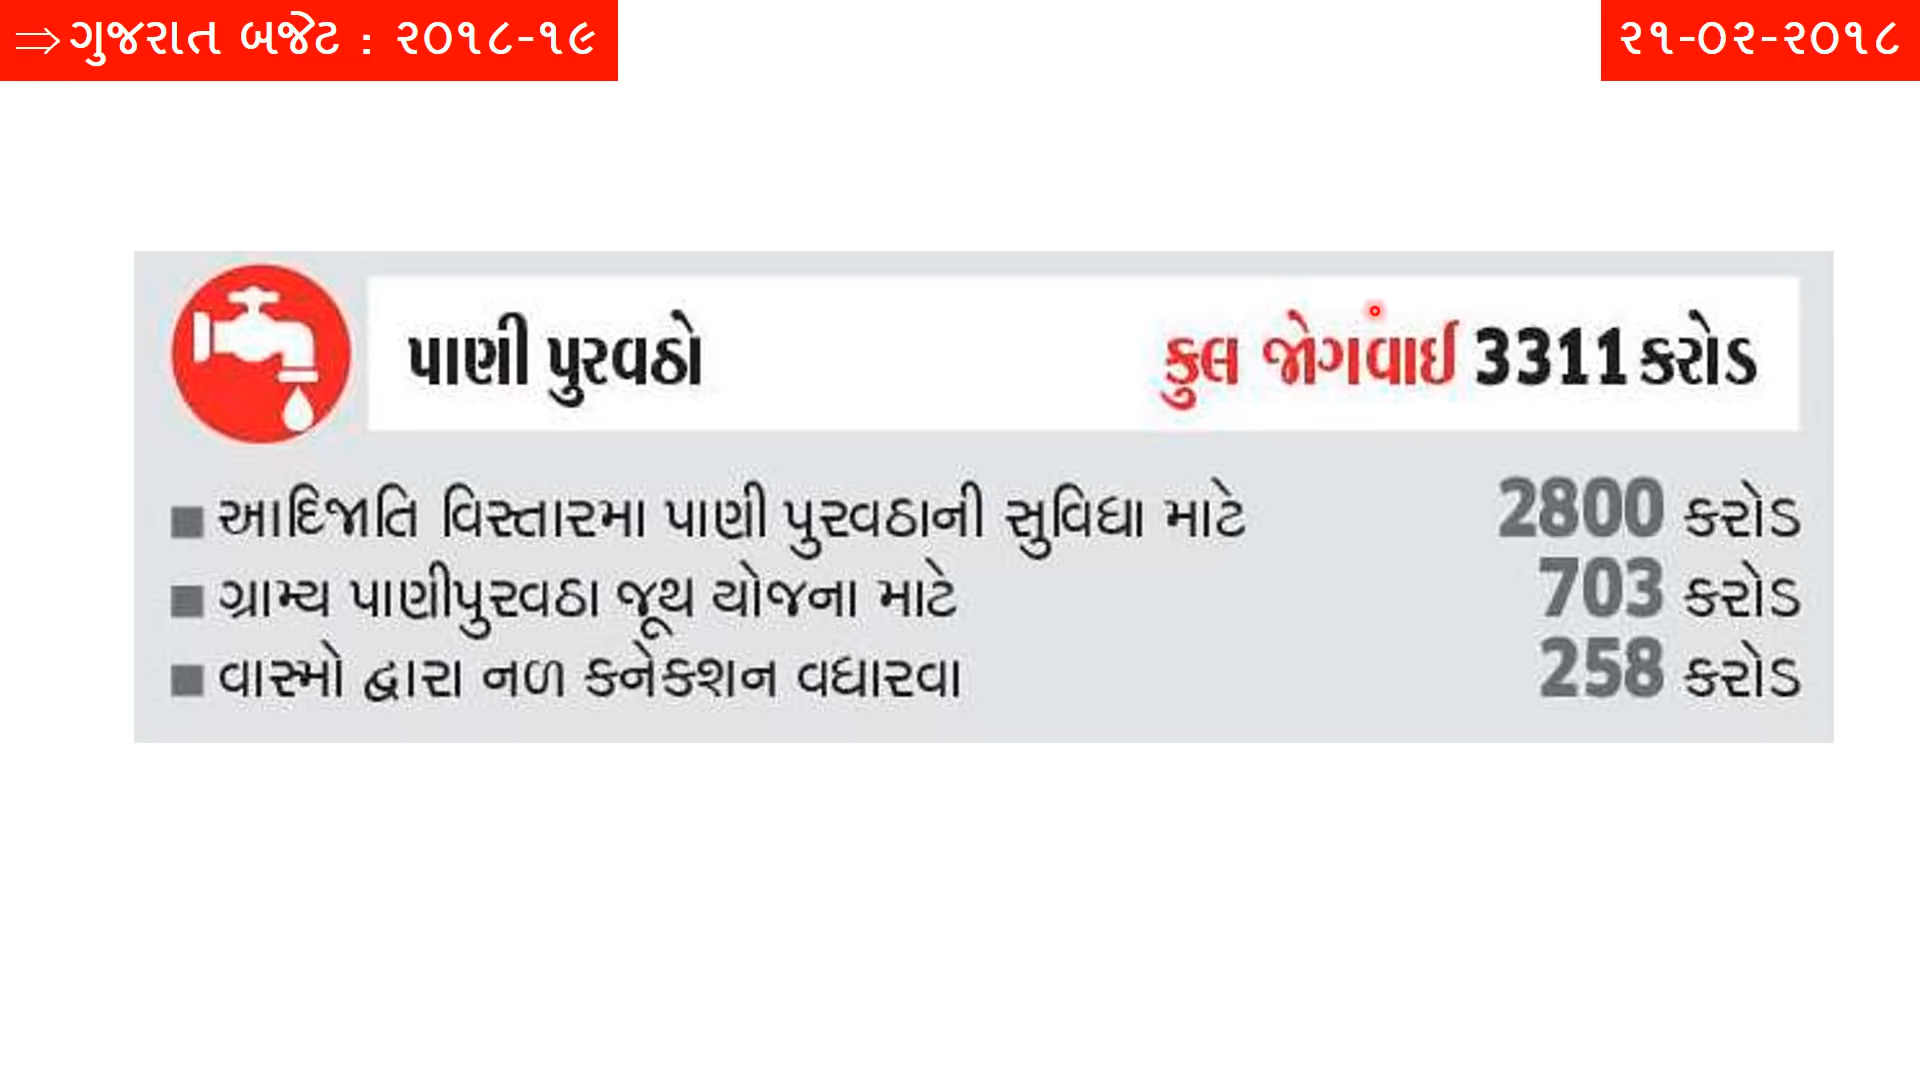 ⇒ ગુજરાત બજેટ : ૨૦૧૮-૧૯
૨૧-૦૨-૨૦૧૮
પાણી પુરવઠો કુલ જોગવાઈ 3311 કરોડ
■ આદિજાતિ વિસ્તારમા પાણી પુરવઠાની સુવિધા માટે 2800 કરોડ
■ ગ્રામ્ય પાણીપુરવઠા જૂથ યોજના માટે 703 કરોડ
■ વાસ્મો દ્વારા નળ કનેકશન વધારવા 258 કરોડ